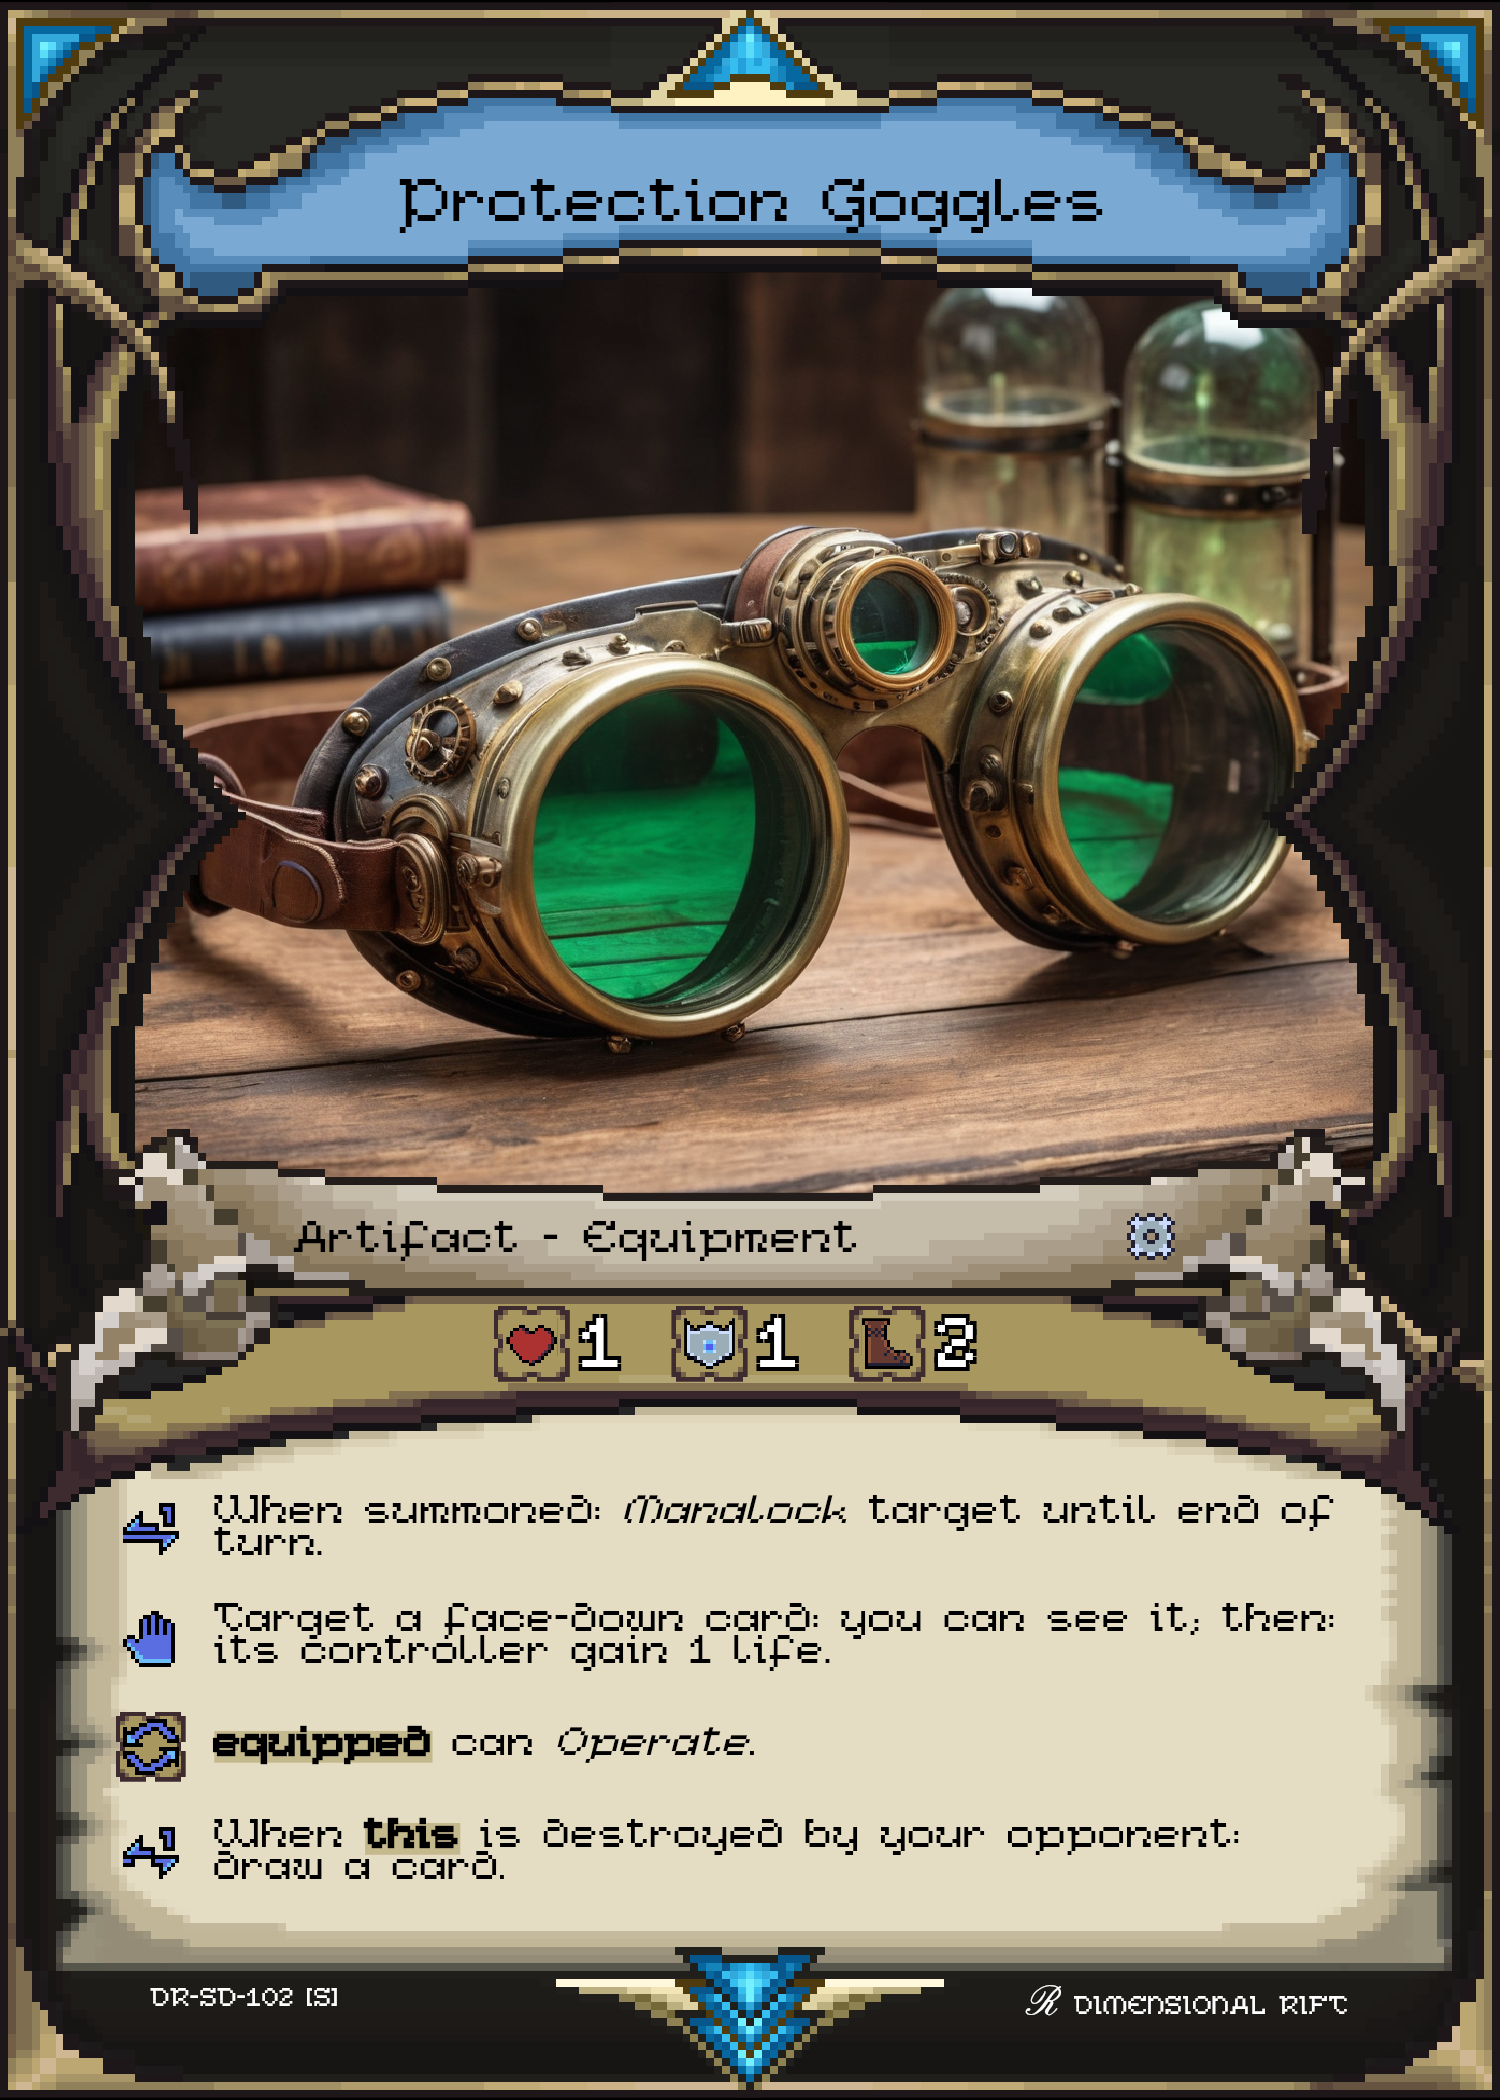 Protection Goggles
Artifact - Equipment
1 1 2
When summoned: Manalock target until end of
turn.
Target a face-down card: you can see it; then:
its controller gain 1 life.
equipped can Operate.
When this is destroyed by your opponent:
draw a card.
DR-SD-102 [S]
ℛ DIMENSIONAL RIFT